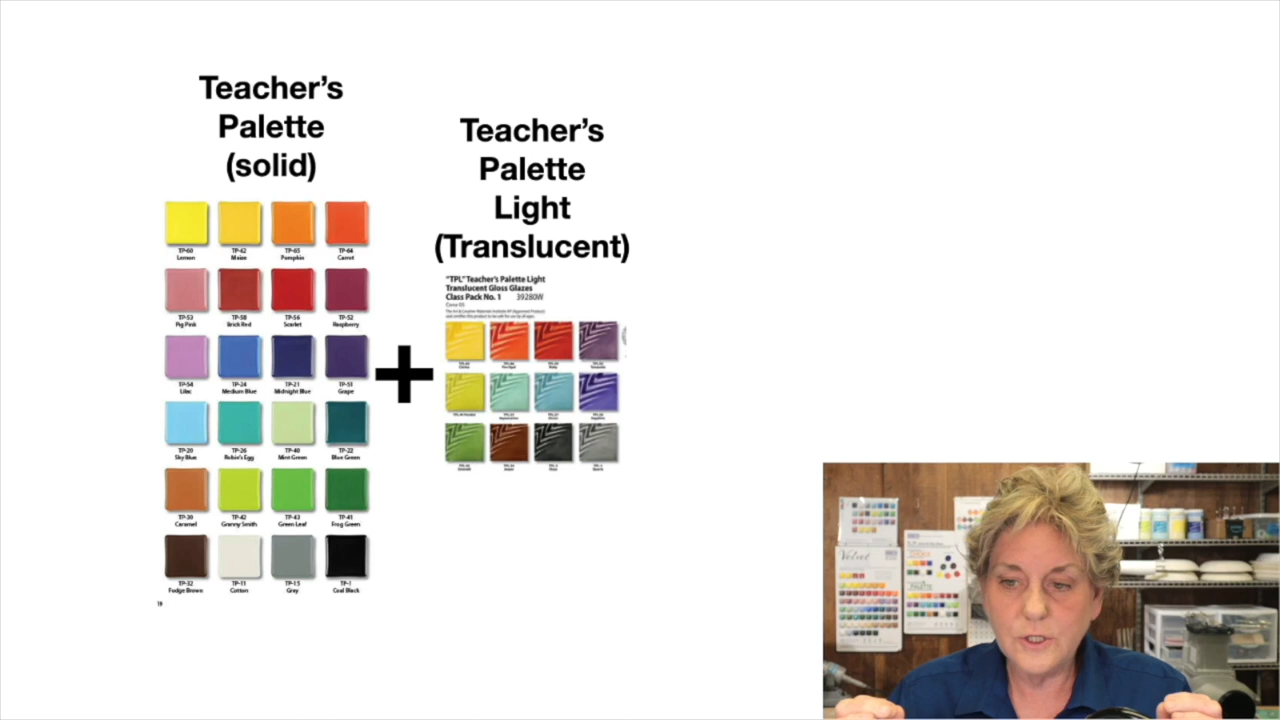 Teacher's
Palette
(solid)
TP-60 TP-62 TP-65 TP-66
Lemon Maize Pumpkin Carrot
TP-53 TP-58 TP-56 TP-52
Pig Pink Brick Red Scarlet Raspberry
TP-54 TP-24 TP-21 TP-51
Lilac Medium Blue Midnight Blue Grape
TP-20 TP-26 TP-40 TP-22
Sky Blue Robin's Egg Mint Green Blue Green
TP-30 TP-42 TP-43 TP-41
Caramel Granny Smith Green Leaf Frog Green
TP-32 TP-11 TP-15 TP-1
Fudge Brown Cotton Grey Coal Black
19
+
Teacher's
Palette
Light
(Translucent)
"TPL" Teacher's Palette Light
Translucent Gloss Glazes
Class Pack No. 1 39280W
Cone 05
Velvet